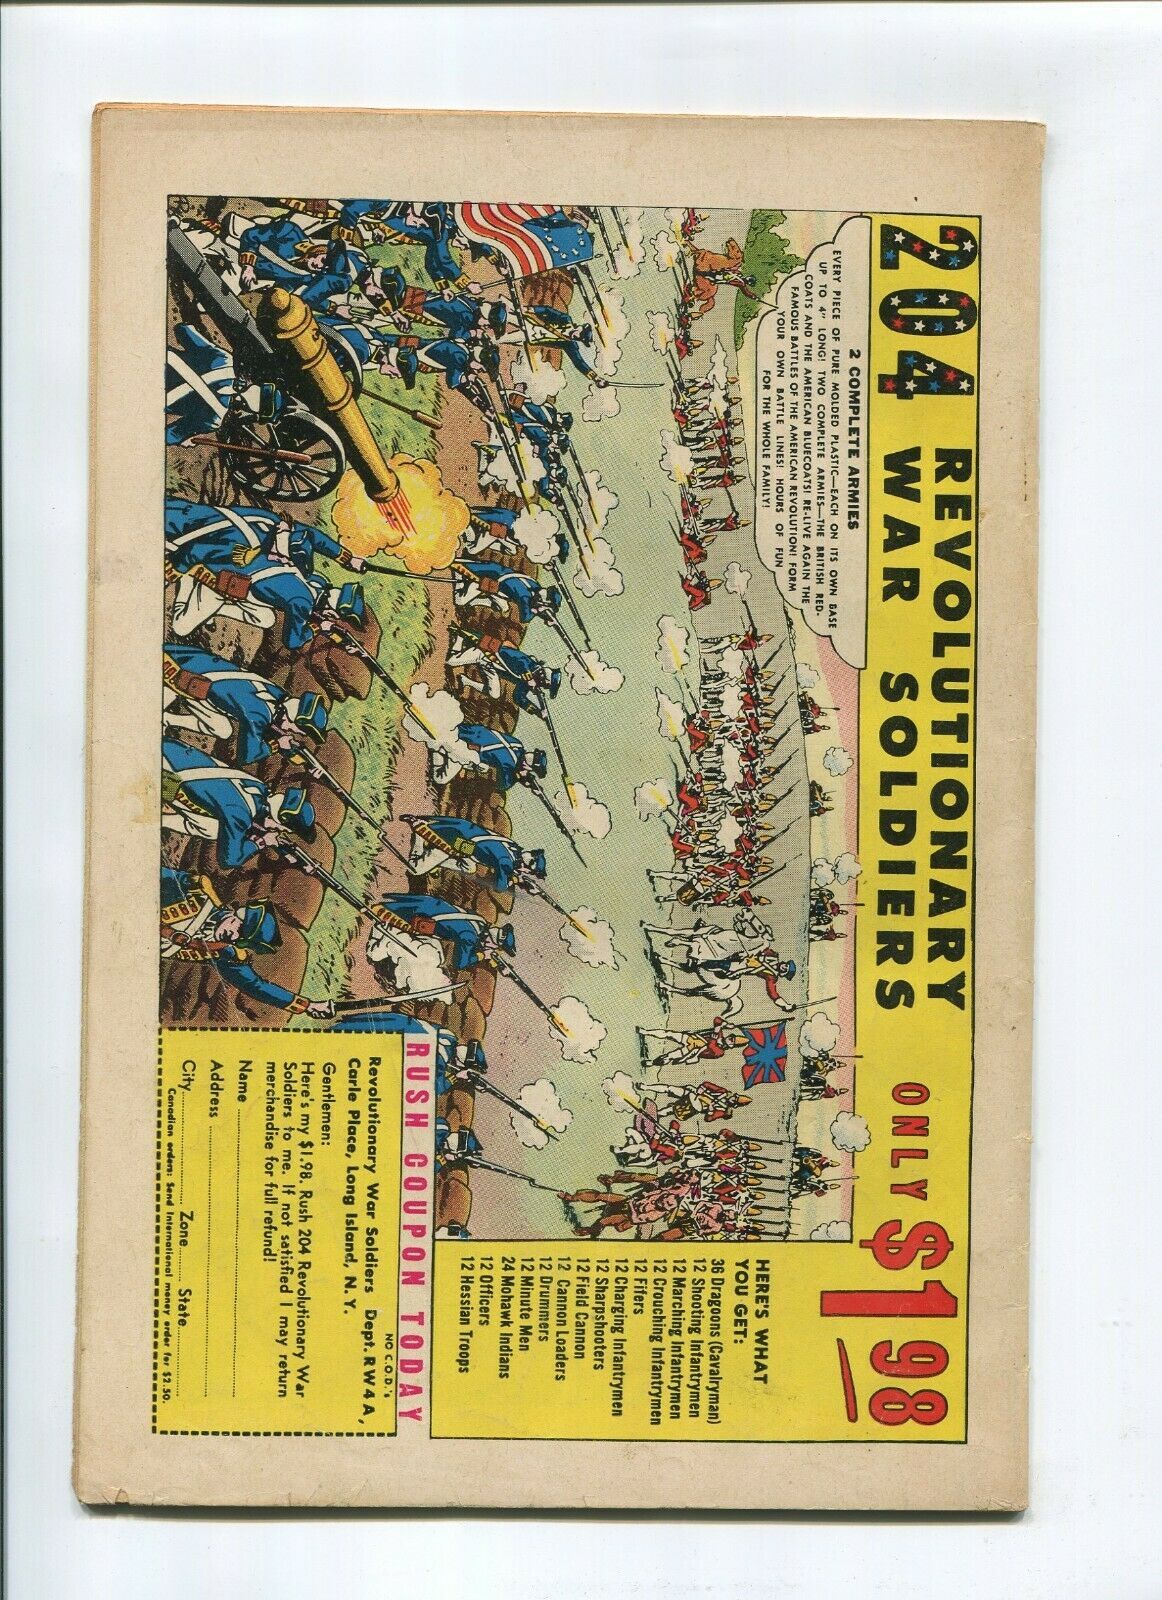 204 REVOLUTIONARY
WAR SOLDIERS
ONLY $1.98
2 COMPLETE ARMIES
EVERY PIECE OF PURE MOLDED PLASTIC—EACH ON ITS OWN BASE
UP TO 4" LONG! TWO COMPLETE ARMIES—THE BRITISH RED-
COATS AND THE AMERICAN BLUECOATS! RE-LIVE AGAIN THE
FAMOUS BATTLES OF THE AMERICAN REVOLUTION! FORM
YOUR OWN BATTLE LINES! HOURS OF FUN
FOR THE WHOLE FAMILY!
HERE'S WHAT
YOU GET:
36 Dragoons (Cavalryman)
12 Shooting Infantrymen
12 Marching Infantrymen
12 Crouching Infantrymen
12 Fifers
12 Charging Infantrymen
12 Sharpshooters
12 Field Cannon
12 Cannon Loaders
12 Drummers
12 Minute Men
24 Mohawk Indians
12 Officers
12 Hessian Troops
RUSH COUPON TODAY
NO C.O.D.'s
Revolutionary War Soldiers Dept. RW4A,
Carle Place, Long Island, N. Y.
Gentlemen:
Here's my $1.98. Rush 204 Revolutionary War
Soldiers to me. If not satisfied I may return
merchandise for full refund!
Name
Address
City Zone State
Canadian orders: Send International money order for $2.50.